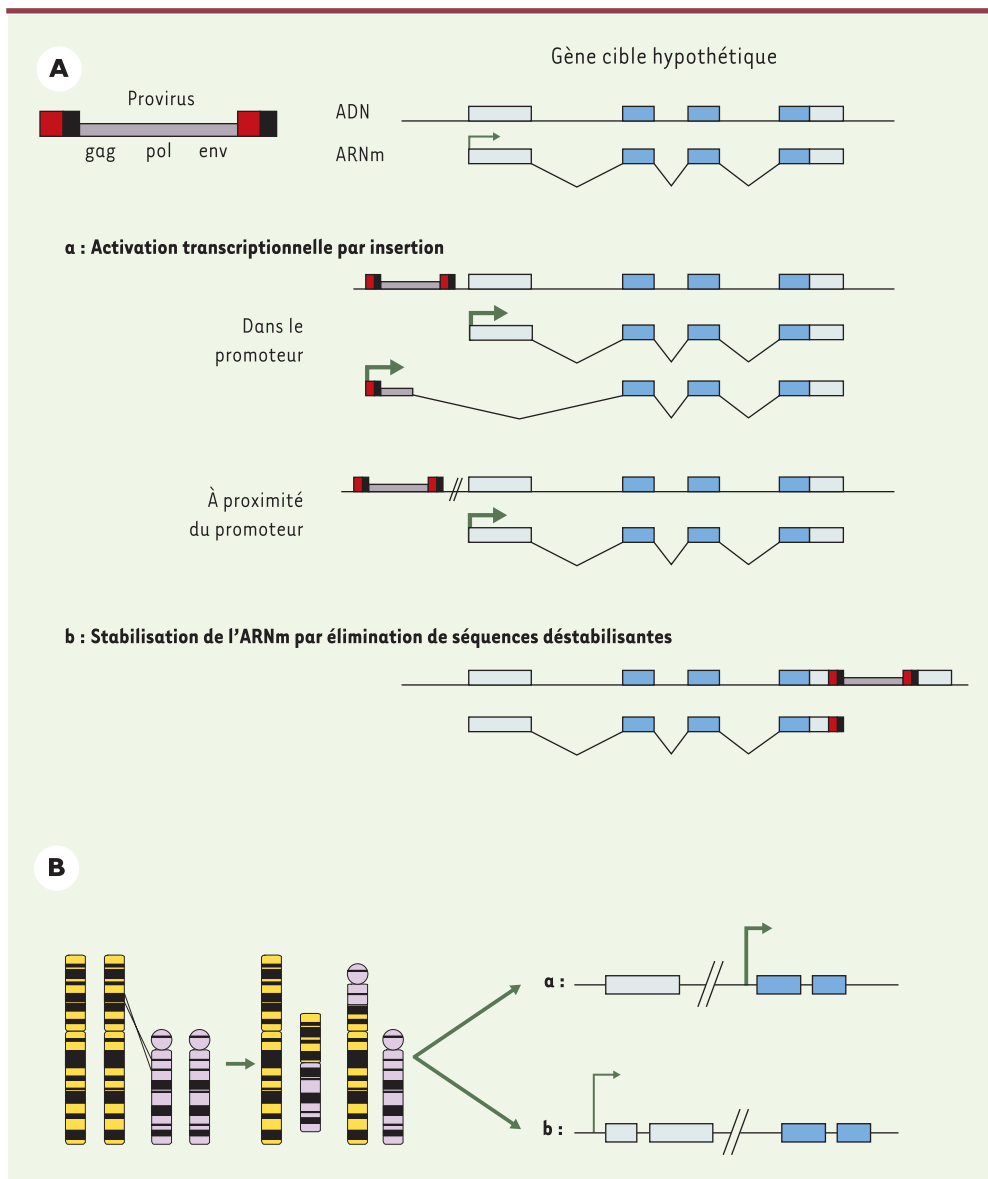 A
Gène cible hypothétique
Provirus
gag pol env
ADN
ARNm
a : Activation transcriptionnelle par insertion
Dans le
promoteur
À proximité
du promoteur
b : Stabilisation de l’ARNm par élimination de séquences déstabilisantes
B
a :
b :